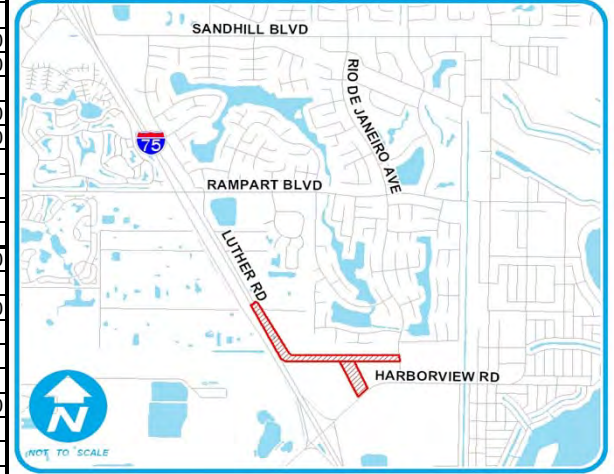 SANDHILL BLVD
RIO DE JANEIRO AVE
75
RAMPART BLVD
LUTHER RD
HARBORVIEW RD
N
NOT TO SCALE